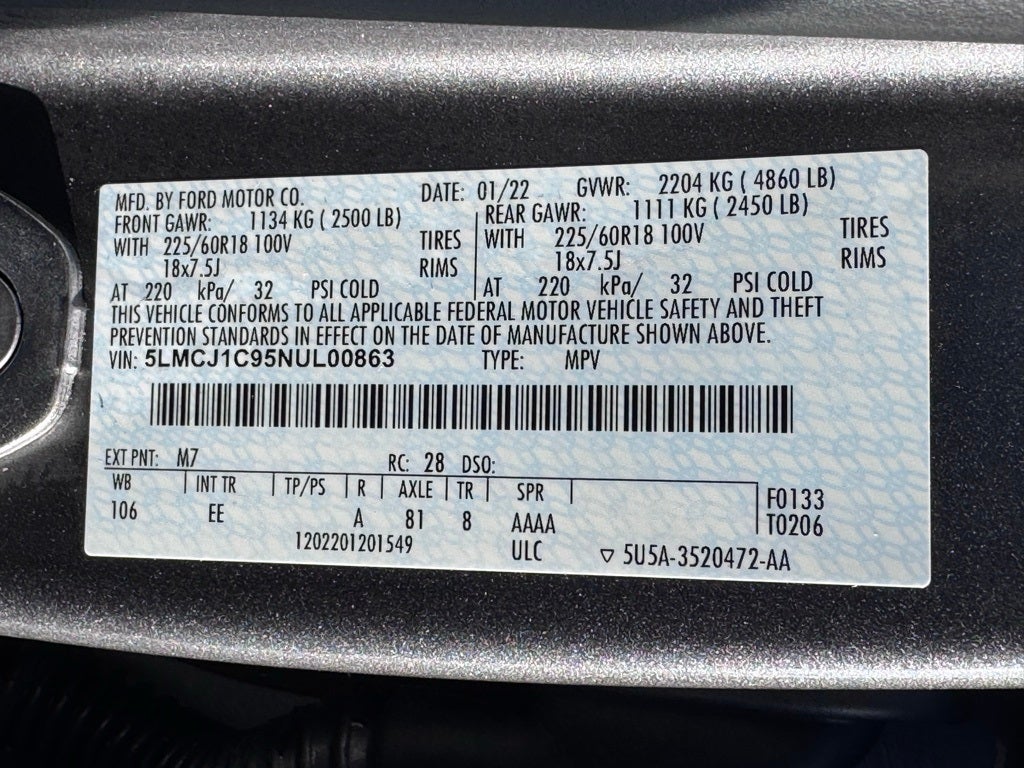 MFD. BY FORD MOTOR CO. DATE: 01/22 GVWR: 2204 KG ( 4860 LB)
FRONT GAWR: 1134 KG ( 2500 LB) REAR GAWR: 1111 KG ( 2450 LB)
WITH 225/60R18 100V TIRES WITH 225/60R18 100V TIRES
18x7.5J RIMS 18x7.5J RIMS
AT 220 kPa/ 32 PSI COLD AT 220 kPa/ 32 PSI COLD
THIS VEHICLE CONFORMS TO ALL APPLICABLE FEDERAL MOTOR VEHICLE SAFETY AND THEFT
PREVENTION STANDARDS IN EFFECT ON THE DATE OF MANUFACTURE SHOWN ABOVE.
VIN: 5LMCJ1C95NUL00863 TYPE: MPV
EXT PNT: M7 RC: 28 DSO:
WB INT TR TP/PS R AXLE TR SPR F0133
106 EE A 81 8 AAAA T0206
1202201201549 ULC 5U5A-3520472-AA